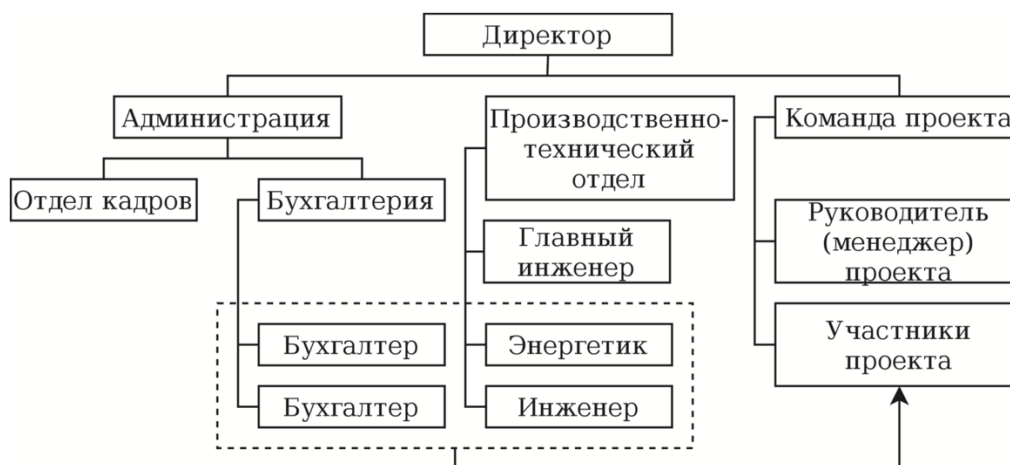 Директор
Администрация
Производственно-
технический
отдел
Команда проекта
Отдел кадров
Бухгалтерия
Главный
инженер
Руководитель
(менеджер)
проекта
Бухгалтер
Энергетик
Участники
проекта
Бухгалтер
Инженер